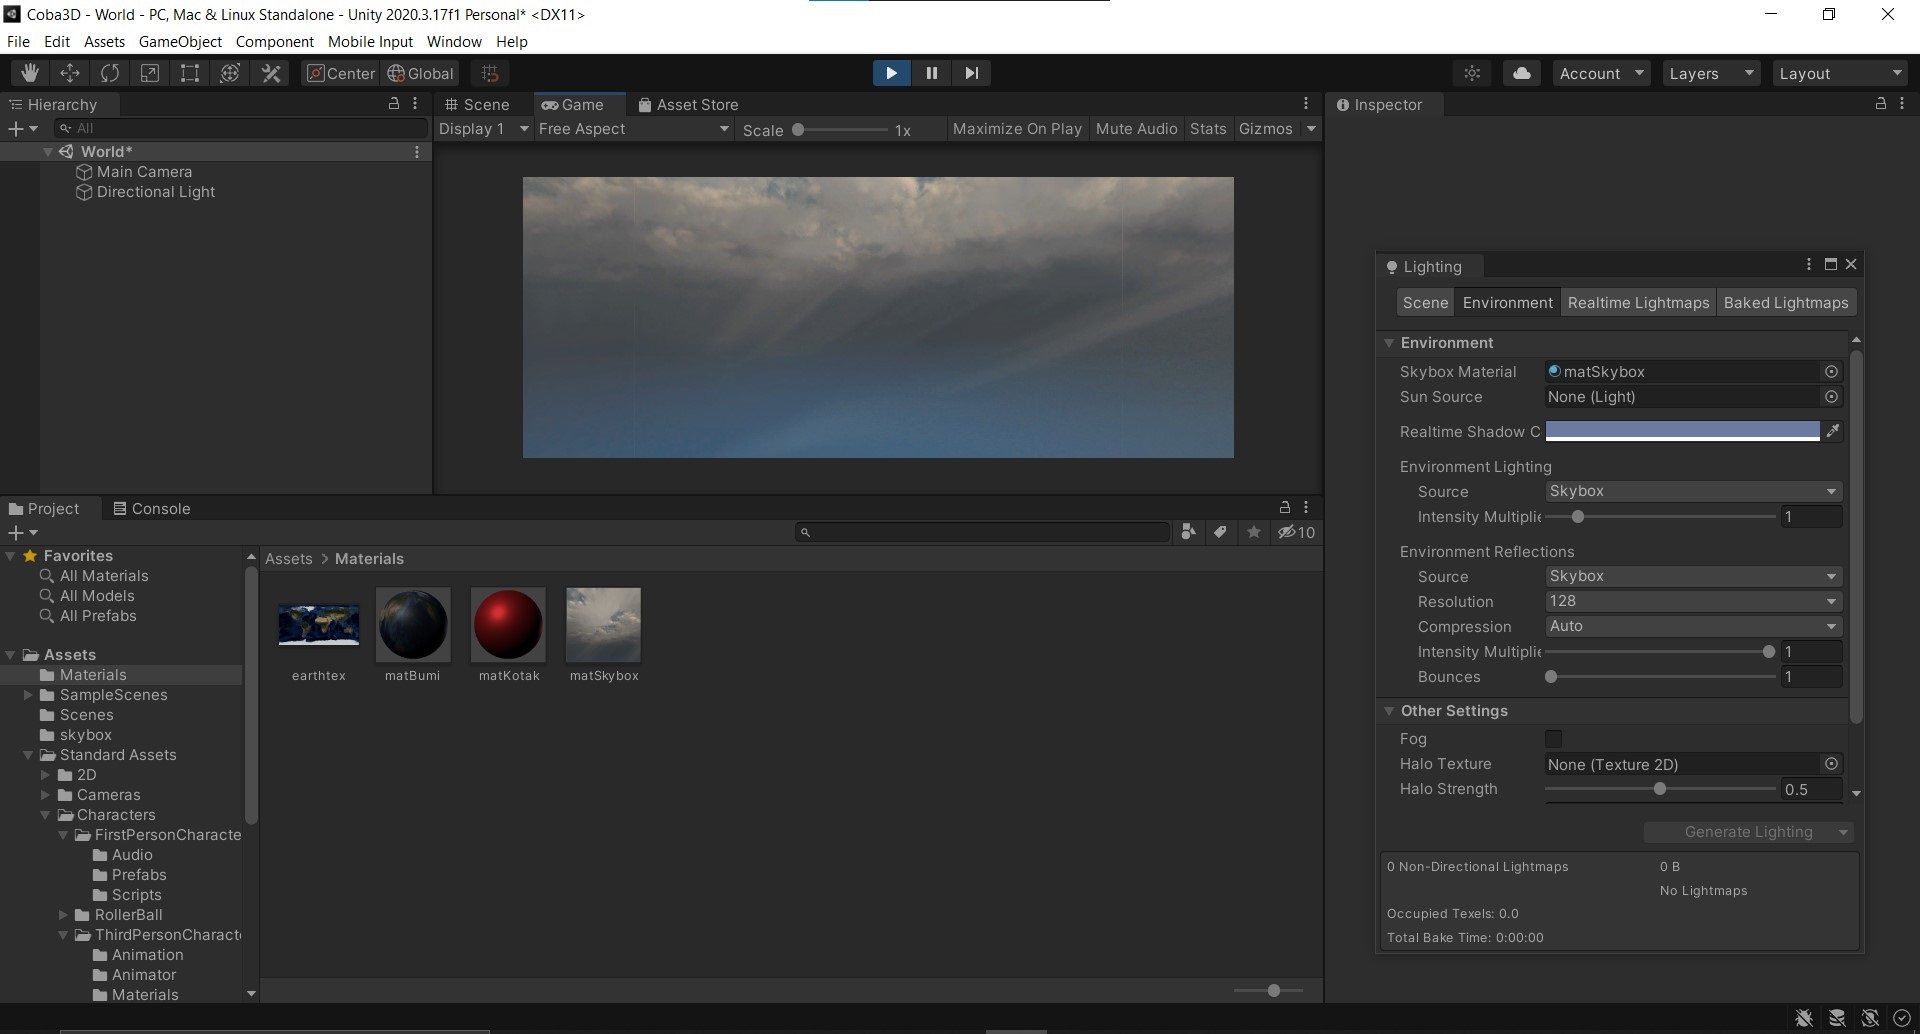 Coba3D - World - PC, Mac & Linux Standalone - Unity 2020.3.17f1 Personal* <DX11>
File Edit Assets GameObject Component Mobile Input Window Help
Center Global Account Layers Layout
Hierarchy
All
World*
Main Camera
Directional Light
Scene Game Asset Store
Display 1 Free Aspect Scale 1x Maximize On Play Mute Audio Stats Gizmos
Inspector
Lighting
Scene Environment Realtime Lightmaps Baked Lightmaps
Environment
Skybox Material matSkybox
Sun Source None (Light)
Realtime Shadow C
Environment Lighting
Source Skybox
Intensity Multiplie 1
Environment Reflections
Source Skybox
Resolution 128
Compression Auto
Intensity Multiplie 1
Bounces 1
Other Settings
Fog
Halo Texture None (Texture 2D)
Halo Strength 0.5
Generate Lighting
0 Non-Directional Lightmaps 0 B
No Lightmaps
Occupied Texels: 0.0
Total Bake Time: 0:00:00
Project Console
10
Favorites
All Materials
All Models
All Prefabs
Assets
Materials
SampleScenes
Scenes
skybox
Standard Assets
2D
Cameras
Characters
FirstPersonCharacte
Audio
Prefabs
Scripts
RollerBall
ThirdPersonCharact
Animation
Animator
Materials
Assets > Materials
earthtex matBumi matKotak matSkybox